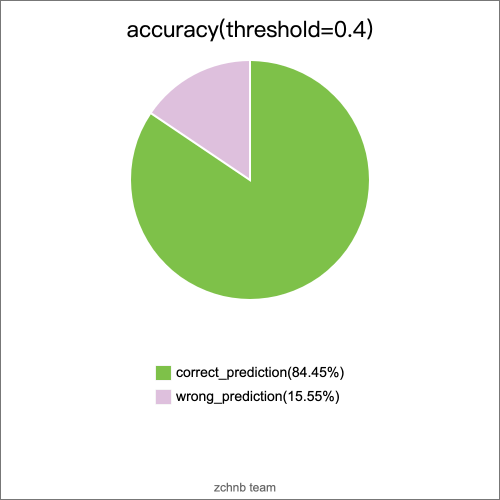 accuracy(threshold=0.4)
correct_prediction(84.45%)
wrong_prediction(15.55%)
zchnb team